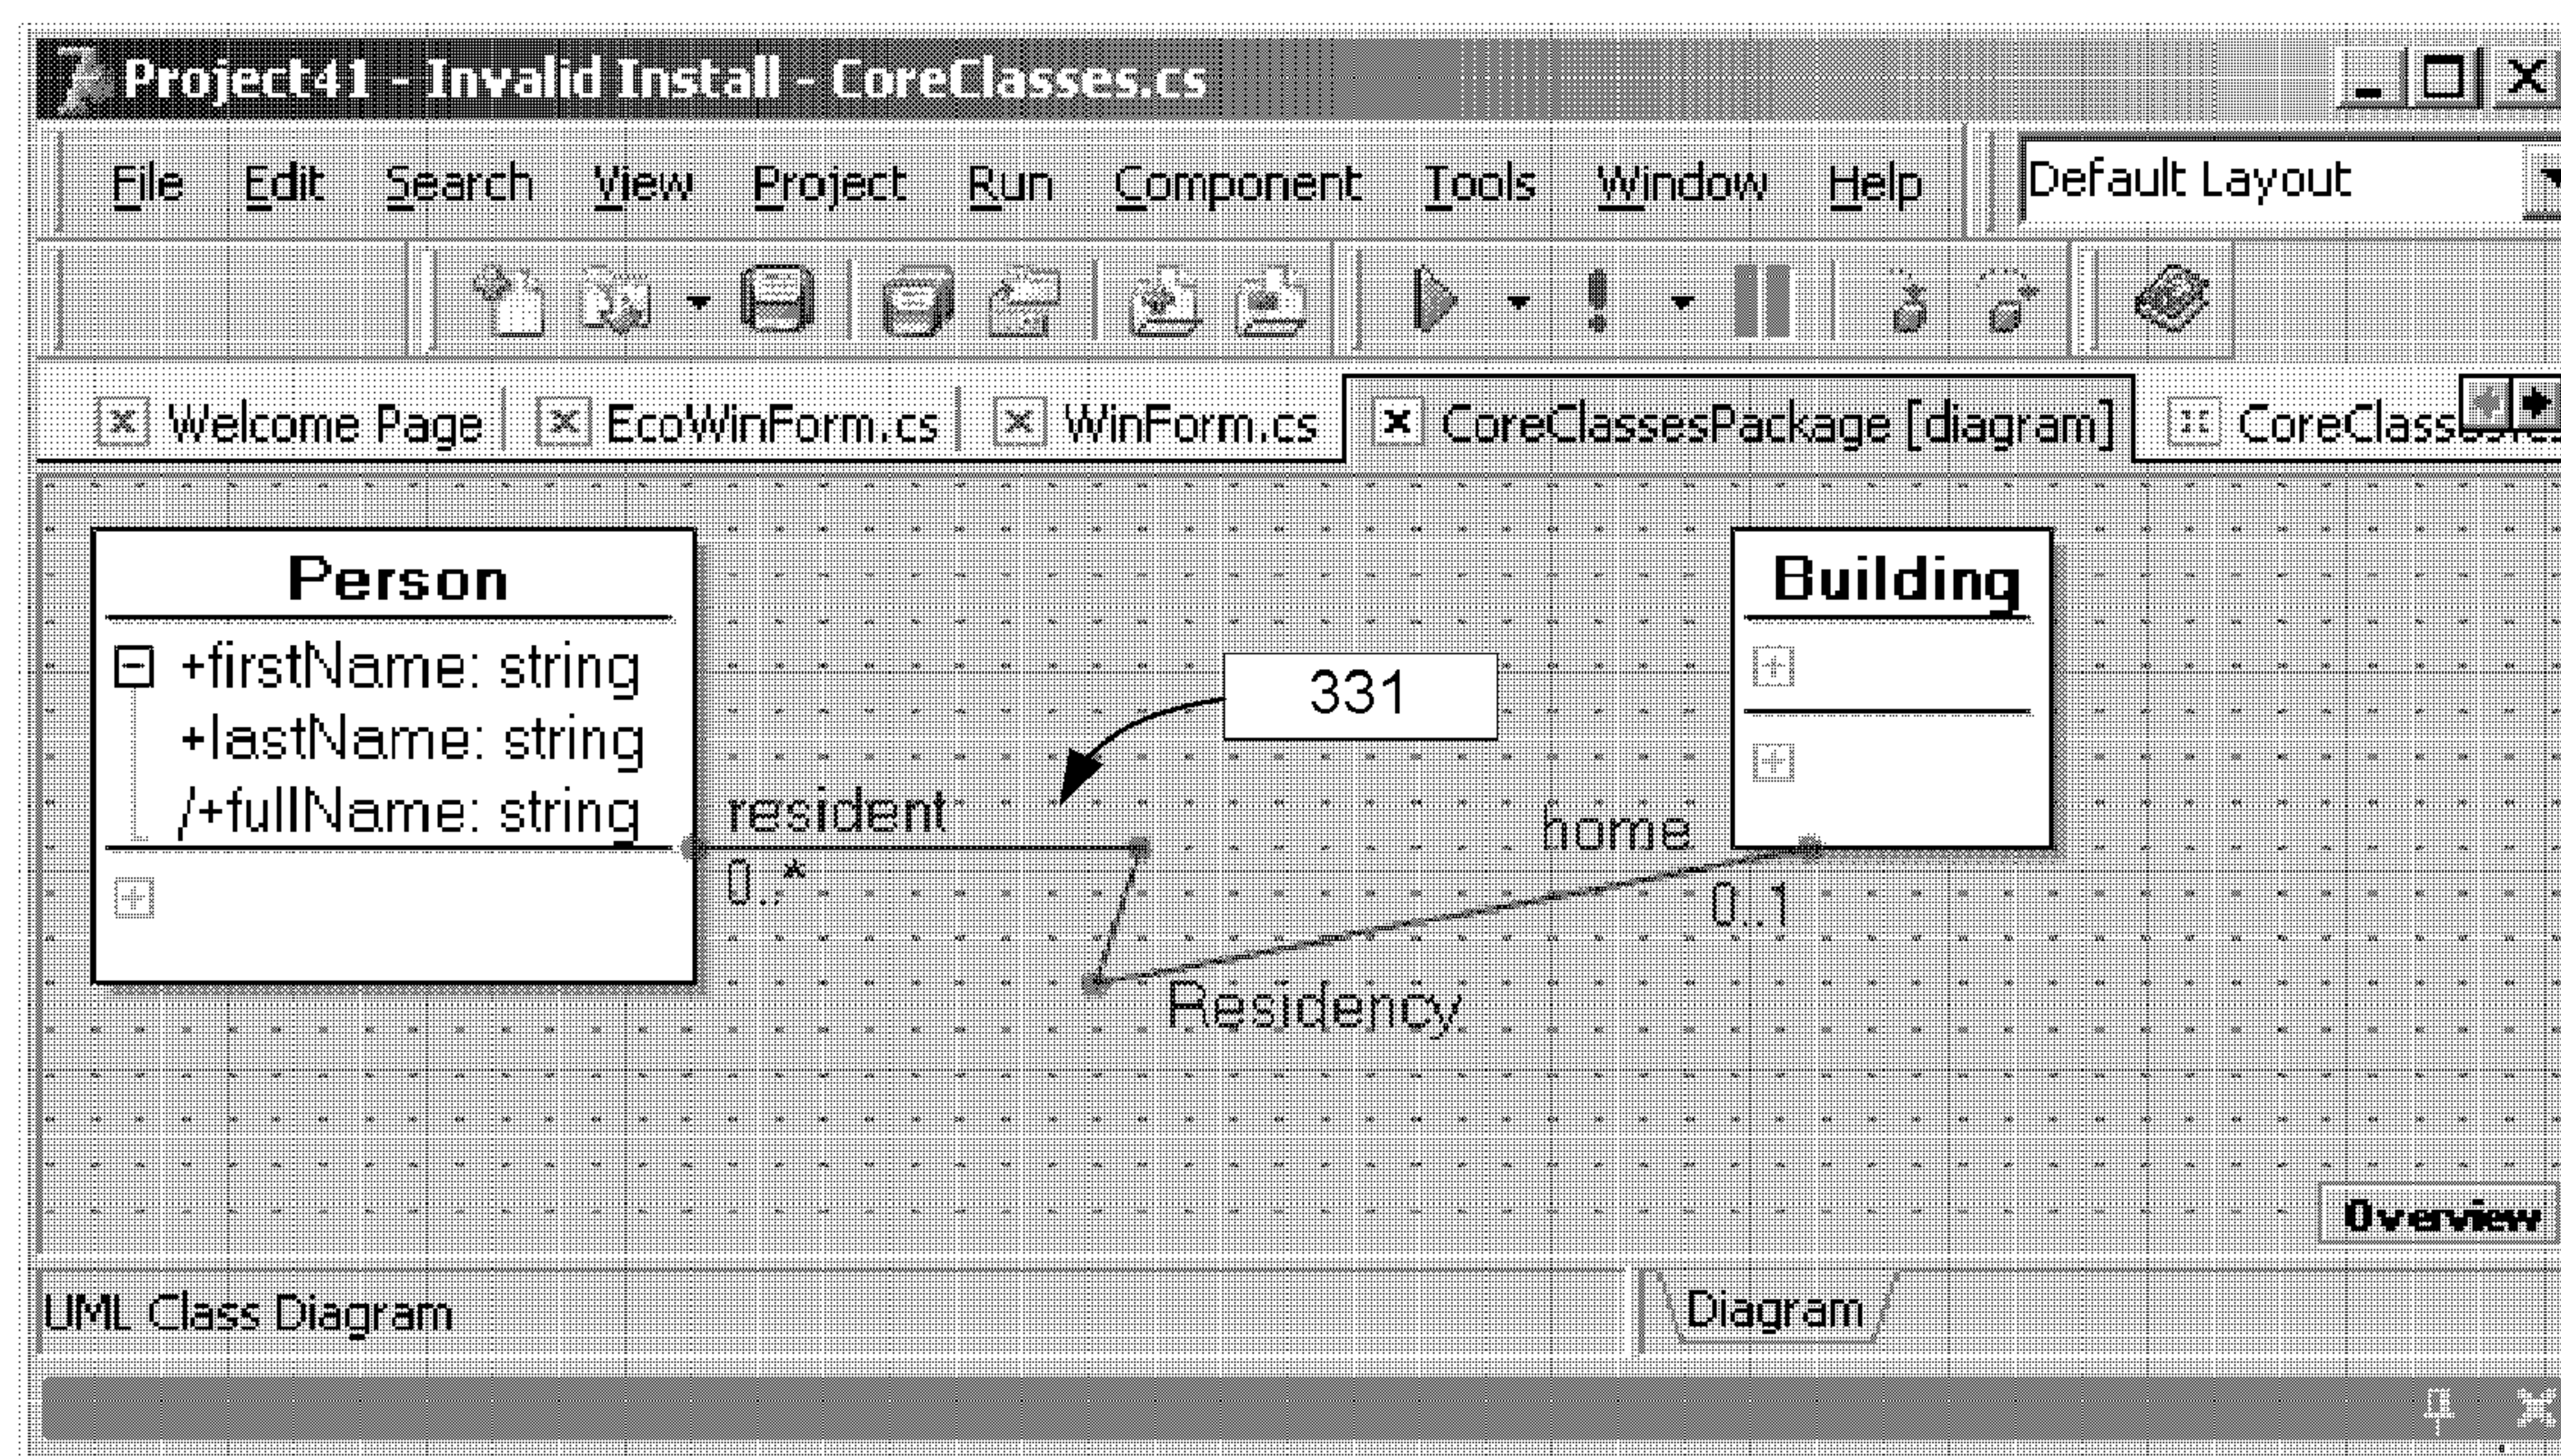 Project41 - Invalid Install - CoreClasses.cs
File Edit Search View Project Run Component Tools Window Help Default Layout
Welcome Page EcoWinForm.cs WinForm.cs CoreClassesPackage [diagram]
Person
+firstName: string
+lastName: string
/+fullName: string
Building
331
resident
0..*
home
0..1
Residency
Overview
UML Class Diagram Diagram